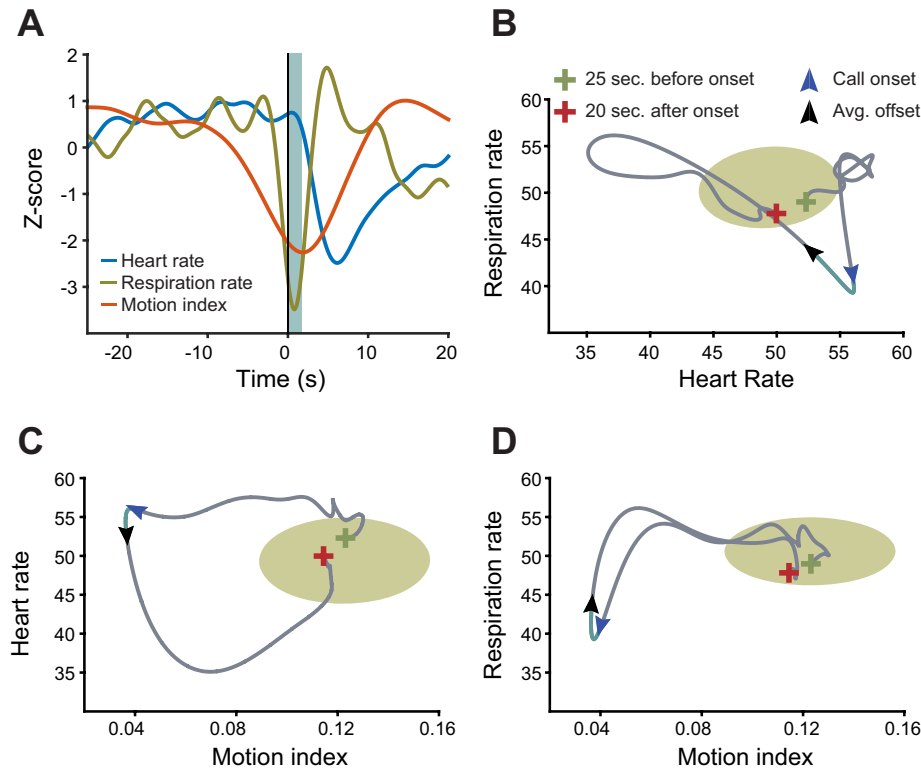 A
2
1
0
-1
-2
-3
Z-score
Heart rate
Respiration rate
Motion index
-20
-10
0
10
20
Time (s)
B
25 sec. before onset
Call onset
20 sec. after onset
Avg. offset
60
55
50
45
40
Respiration rate
35
40
45
50
55
60
Heart Rate
C
60
55
50
45
40
35
Heart rate
0.04
0.08
0.12
0.16
Motion index
D
60
55
50
45
40
35
Respiration rate
0.04
0.08
0.12
0.16
Motion index